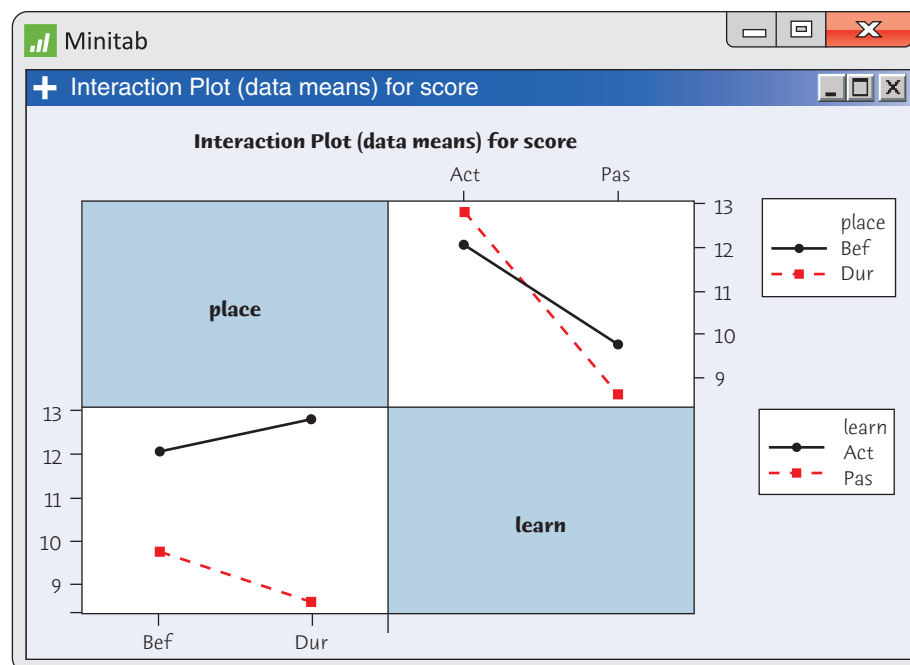 Minitab
Interaction Plot (data means) for score
Interaction Plot (data means) for score
Act Pas
place
13
12
11
10
9
place
Bef
Dur
13
12
11
10
9
learn
learn
Act
Pas
Bef Dur